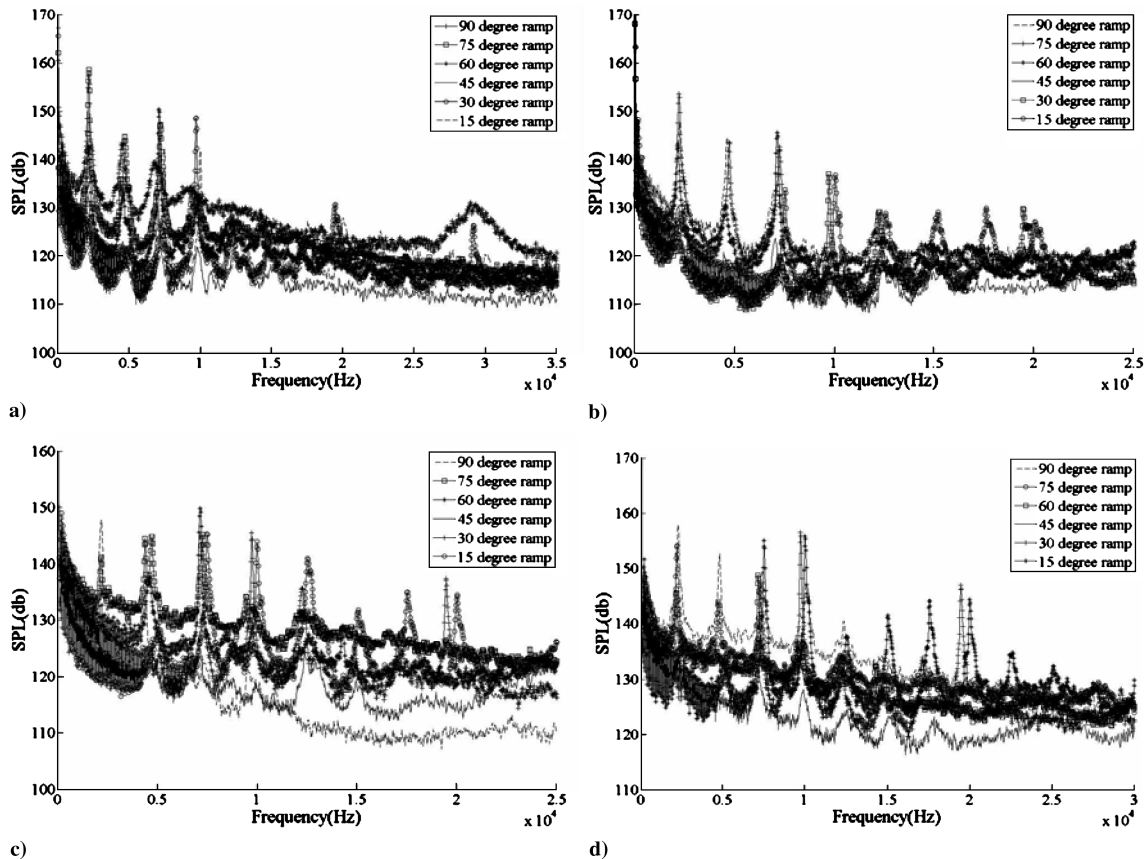 170
160
150
140
130
120
110
100
SPL(db)
90 degree ramp
75 degree ramp
60 degree ramp
45 degree ramp
30 degree ramp
15 degree ramp
0
0.5
1
1.5
2
2.5
3
3.5
x 10⁴
Frequency(Hz)
a)
170
160
150
140
130
120
110
100
SPL(db)
90 degree ramp
75 degree ramp
60 degree ramp
45 degree ramp
30 degree ramp
15 degree ramp
0
0.5
1
1.5
2
2.5
x 10⁴
Frequency(Hz)
b)
160
150
140
130
120
110
100
SPL(db)
90 degree ramp
75 degree ramp
60 degree ramp
45 degree ramp
30 degree ramp
15 degree ramp
0
0.5
1
1.5
2
2.5
x 10⁴
Frequency(Hz)
c)
170
160
150
140
130
120
110
SPL(db)
90 degree ramp
75 degree ramp
60 degree ramp
45 degree ramp
30 degree ramp
15 degree ramp
0
0.5
1
1.5
2
2.5
3
x 10⁴
Frequency(Hz)
d)